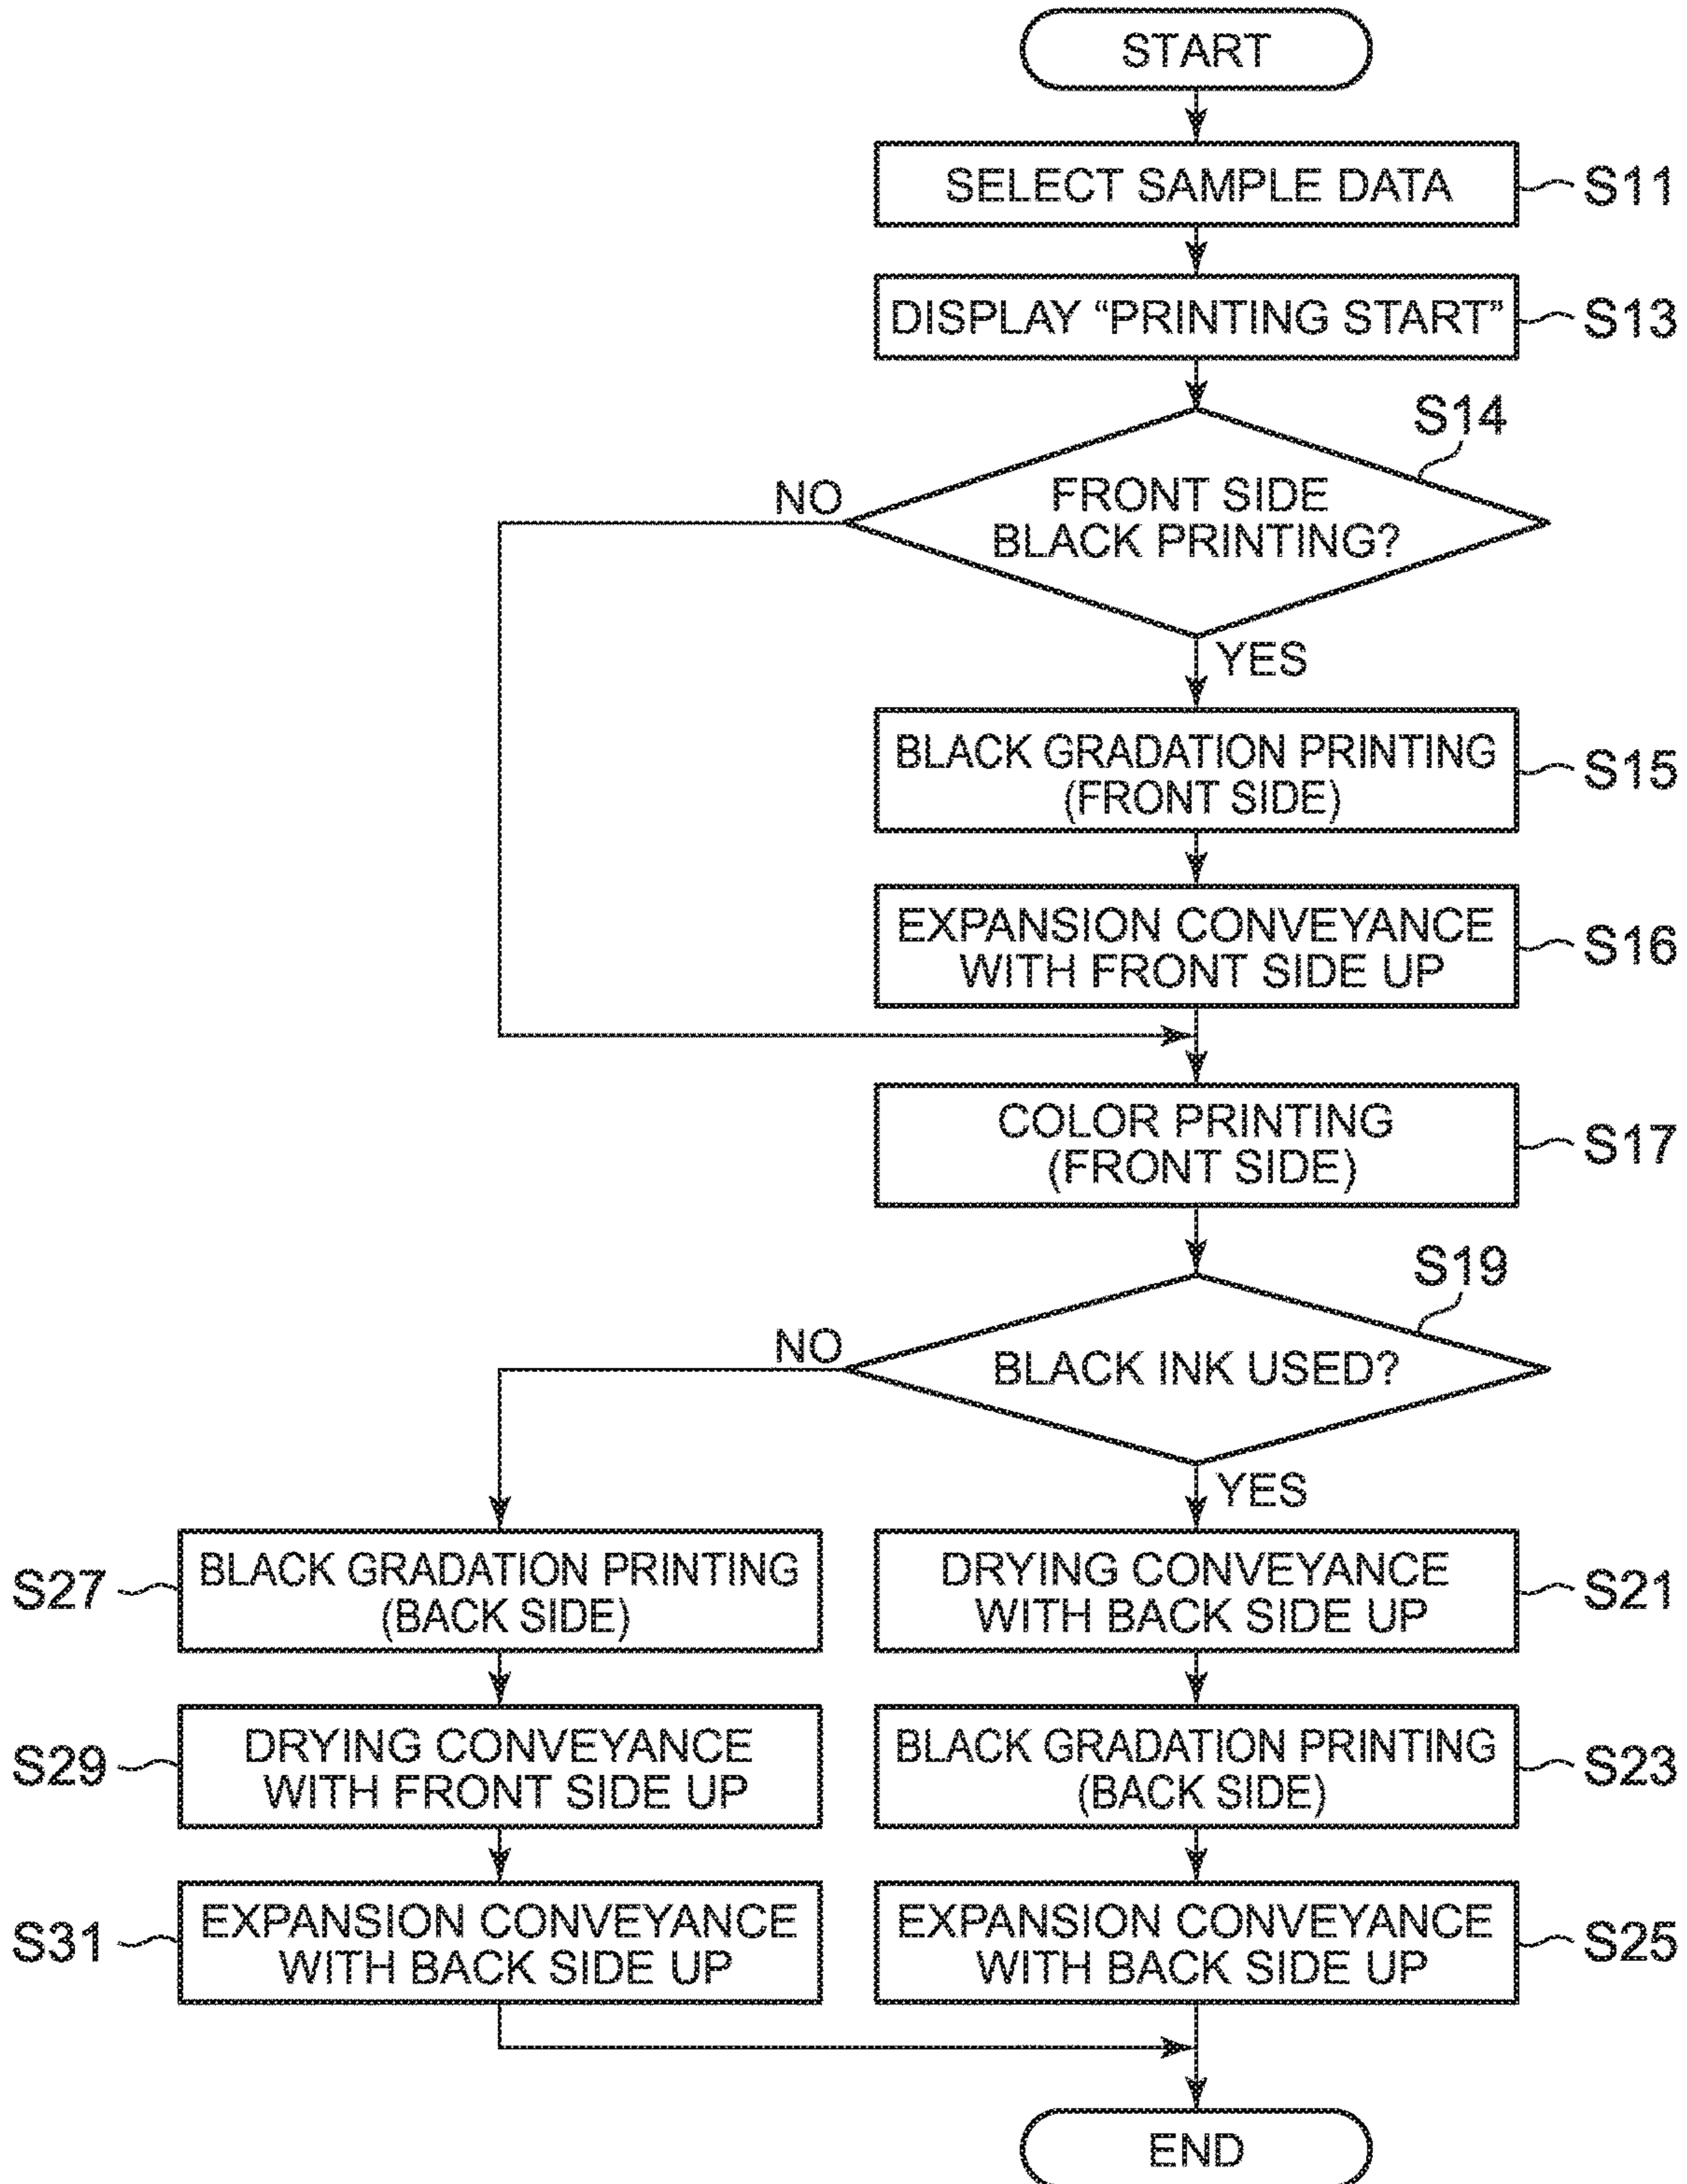 START
SELECT SAMPLE DATA
S11
DISPLAY “PRINTING START”
S13
S14
FRONT SIDE
BLACK PRINTING?
NO
YES
BLACK GRADATION PRINTING
(FRONT SIDE)
S15
EXPANSION CONVEYANCE
WITH FRONT SIDE UP
S16
COLOR PRINTING
(FRONT SIDE)
S17
S19
BLACK INK USED?
NO
YES
S27
BLACK GRADATION PRINTING
(BACK SIDE)
DRYING CONVEYANCE
WITH BACK SIDE UP
S21
S29
DRYING CONVEYANCE
WITH FRONT SIDE UP
BLACK GRADATION PRINTING
(BACK SIDE)
S23
S31
EXPANSION CONVEYANCE
WITH BACK SIDE UP
EXPANSION CONVEYANCE
WITH BACK SIDE UP
S25
END